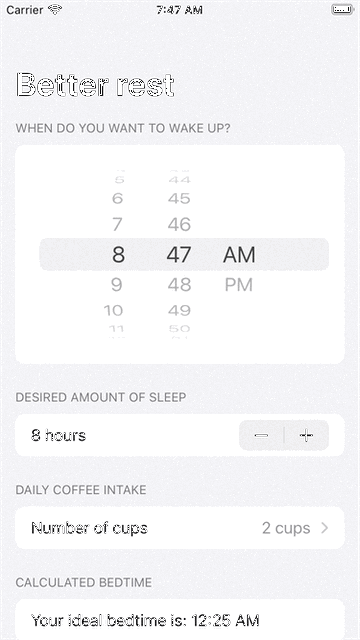 Carrier 7:47 AM
Better rest
WHEN DO YOU WANT TO WAKE UP?
5 44
6 45
7 46
8 47 AM
9 48 PM
10 49
11 50
DESIRED AMOUNT OF SLEEP
8 hours − +
DAILY COFFEE INTAKE
Number of cups 2 cups
CALCULATED BEDTIME
Your ideal bedtime is: 12:25 AM